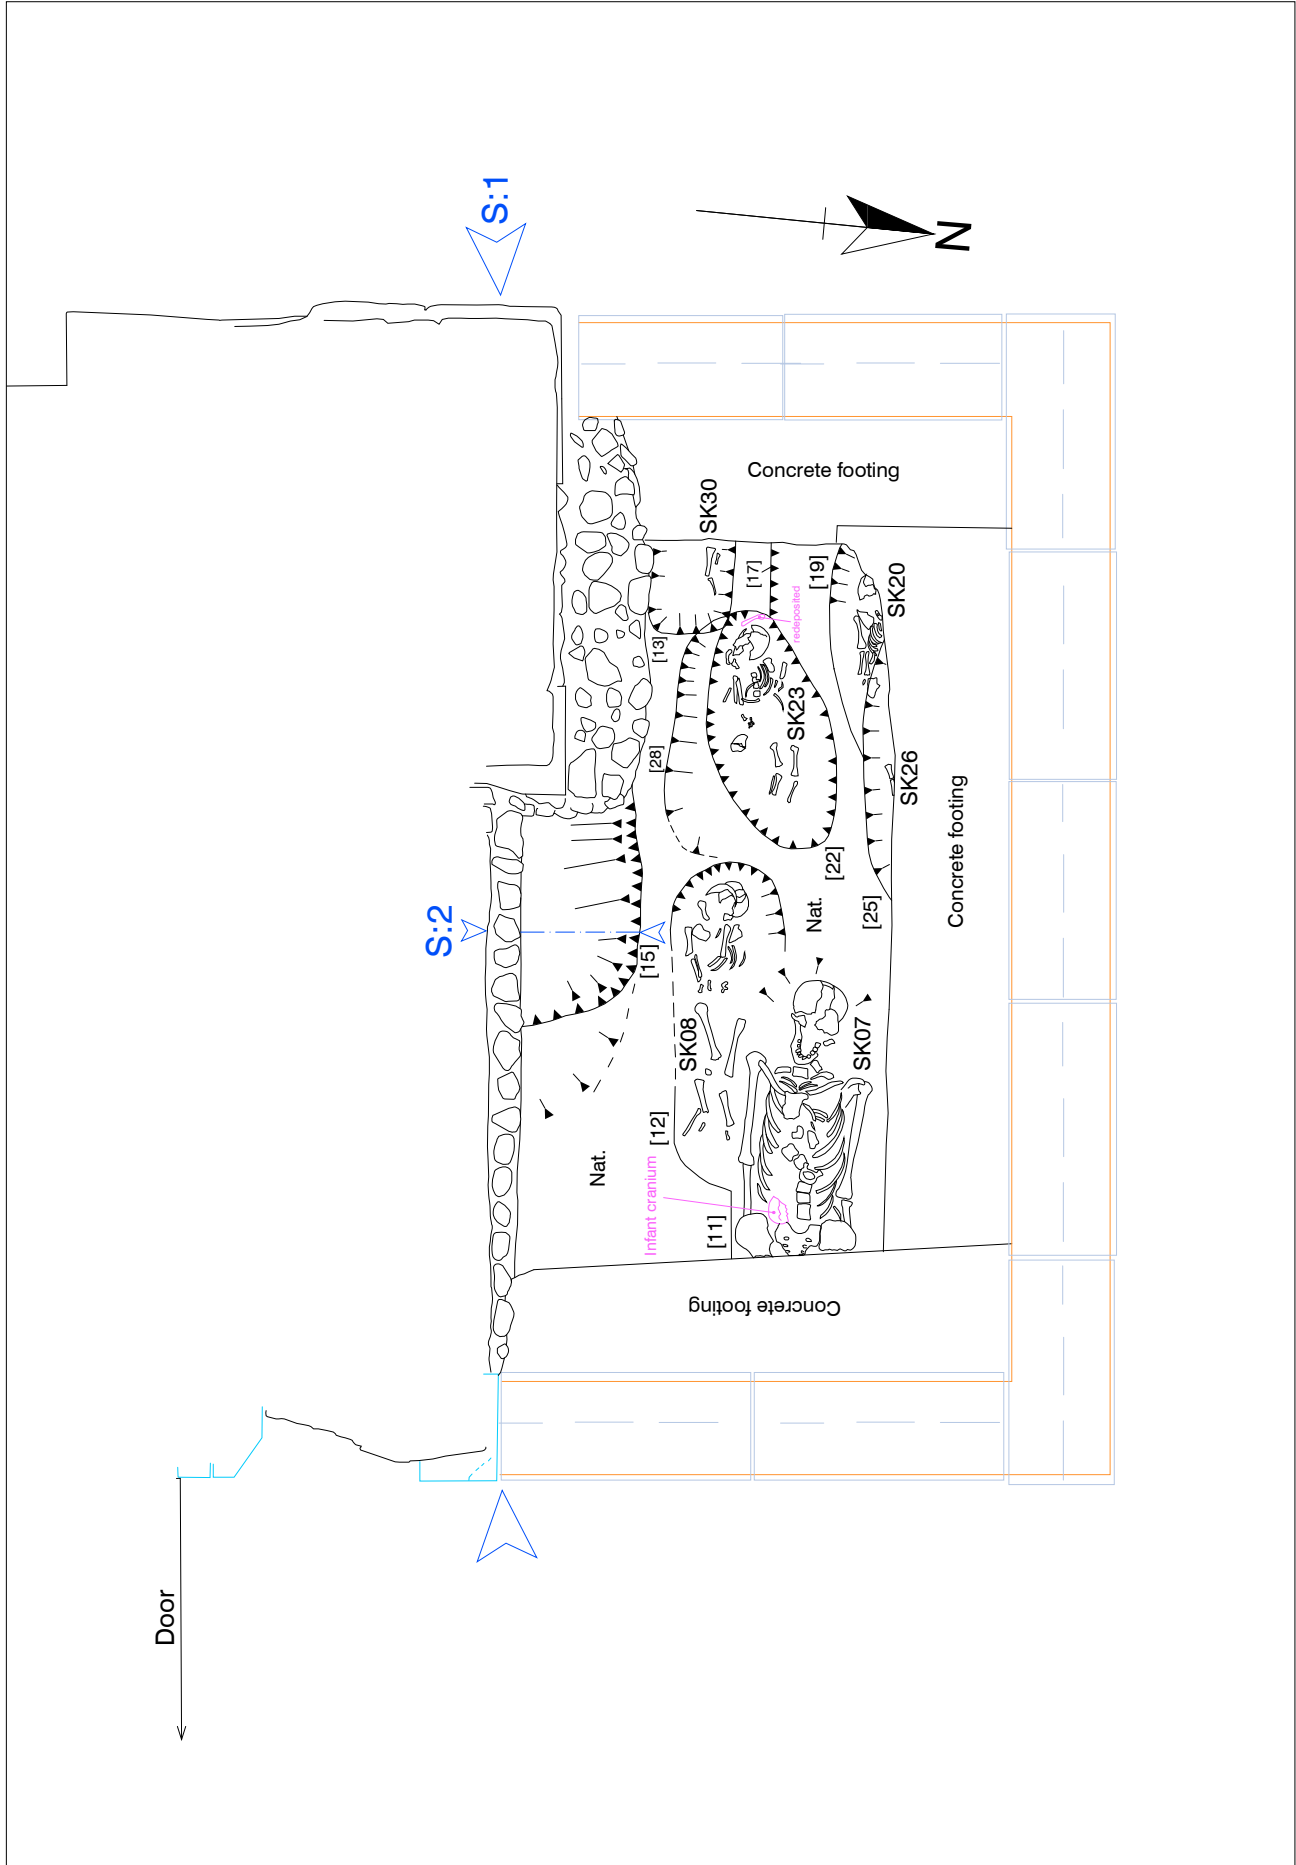 S:1
N
Concrete footing
SK30
[17]
[19]
redeposited
SK20
[13]
SK23
[28]
SK26
[22]
Concrete footing
S:2
[15]
Nat.
[25]
SK08
SK07
[12]
Nat.
Infant cranium
[11]
Concrete footing
Door